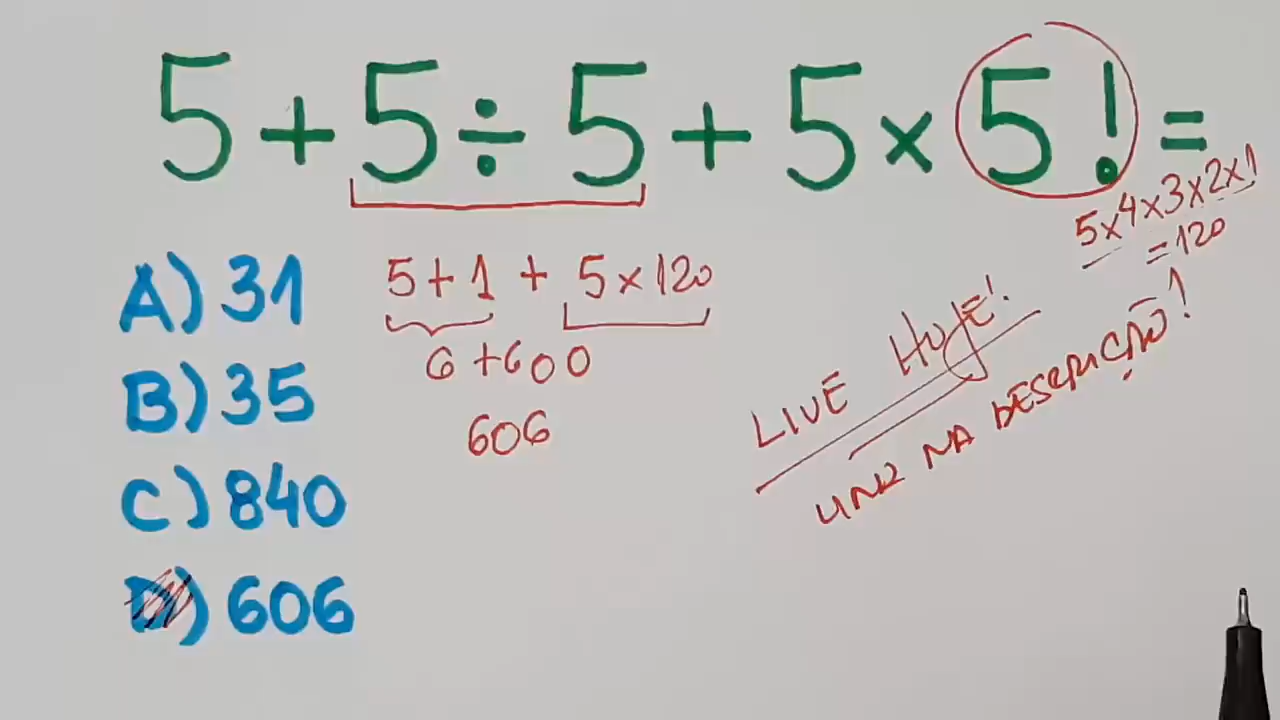 5 + 5 ÷ 5 + 5 × 5! =
5×4×3×2×1
=120
A) 31
B) 35
C) 840
D) 606
5+1 + 5×120
6 +600
606
LIVE HOJE!
LINK NA DESCRIÇÃO!